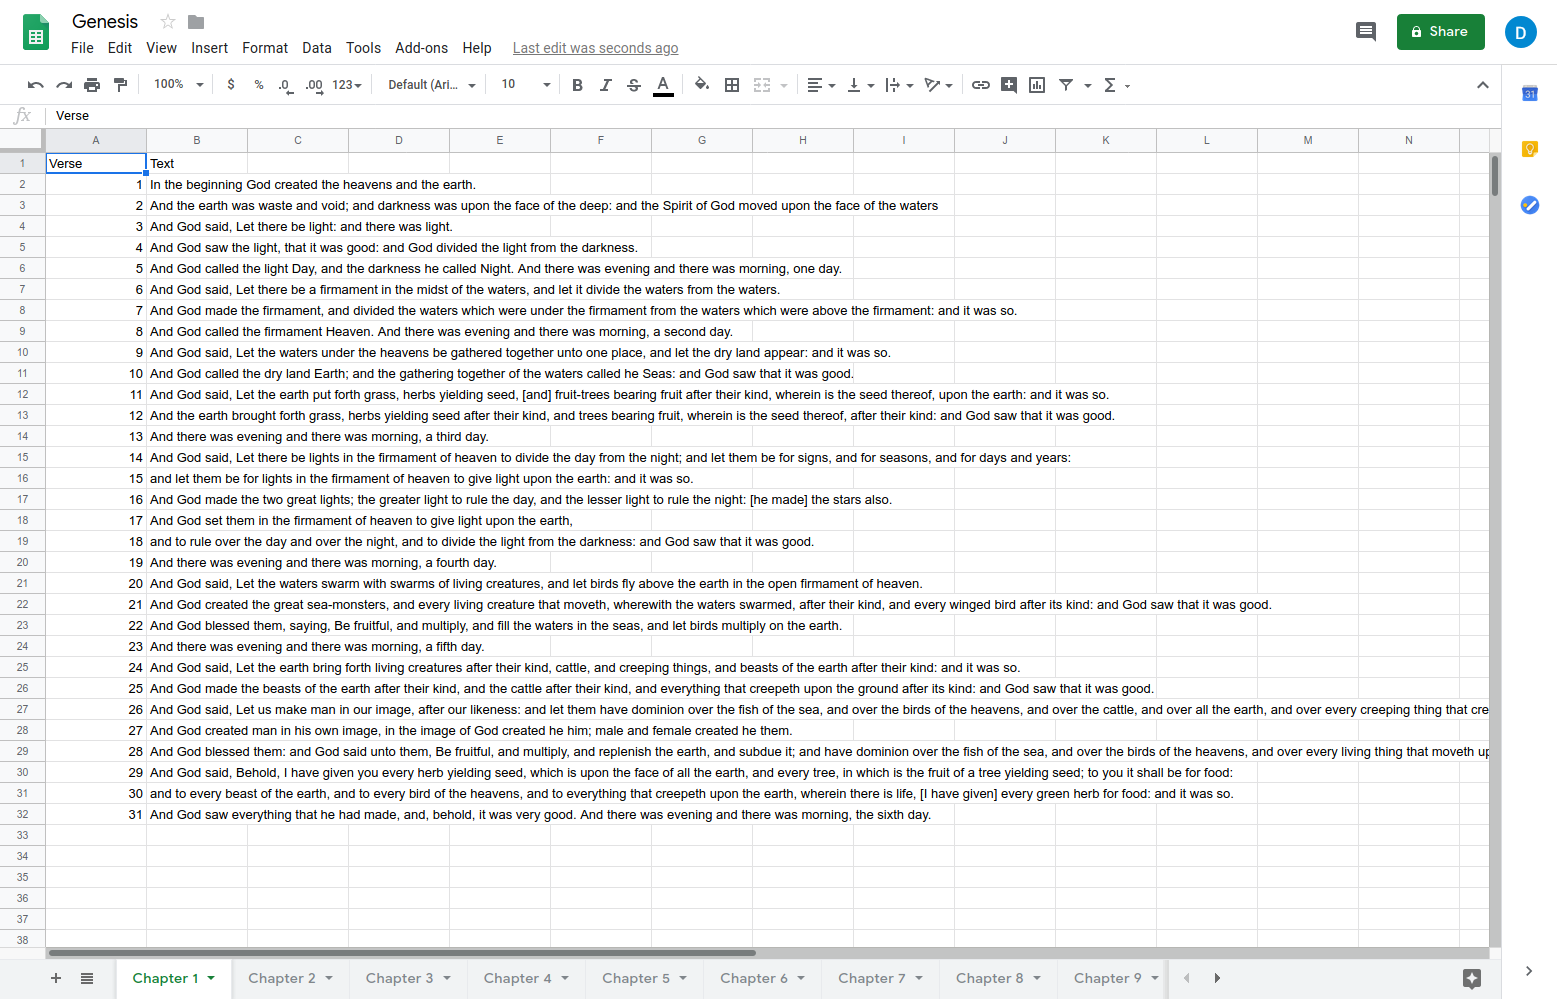 Genesis
File Edit View Insert Format Data Tools Add-ons Help Last edit was seconds ago
Share
D
100% $ % .0 .00 123 Default (Ari... 10 B I S A
31
fx Verse
A B C D E F G H I J K L M N
1 Verse Text
2 1 In the beginning God created the heavens and the earth.
3 2 And the earth was waste and void; and darkness was upon the face of the deep: and the Spirit of God moved upon the face of the waters
4 3 And God said, Let there be light: and there was light.
5 4 And God saw the light, that it was good: and God divided the light from the darkness.
6 5 And God called the light Day, and the darkness he called Night. And there was evening and there was morning, one day.
7 6 And God said, Let there be a firmament in the midst of the waters, and let it divide the waters from the waters.
8 7 And God made the firmament, and divided the waters which were under the firmament from the waters which were above the firmament: and it was so.
9 8 And God called the firmament Heaven. And there was evening and there was morning, a second day.
10 9 And God said, Let the waters under the heavens be gathered together unto one place, and let the dry land appear: and it was so.
11 10 And God called the dry land Earth; and the gathering together of the waters called he Seas: and God saw that it was good.
12 11 And God said, Let the earth put forth grass, herbs yielding seed, [and] fruit-trees bearing fruit after their kind, wherein is the seed thereof, upon the earth: and it was so.
13 12 And the earth brought forth grass, herbs yielding seed after their kind, and trees bearing fruit, wherein is the seed thereof, after their kind: and God saw that it was good.
14 13 And there was evening and there was morning, a third day.
15 14 And God said, Let there be lights in the firmament of heaven to divide the day from the night; and let them be for signs, and for seasons, and for days and years:
16 15 and let them be for lights in the firmament of heaven to give light upon the earth: and it was so.
17 16 And God made the two great lights; the greater light to rule the day, and the lesser light to rule the night: [he made] the stars also.
18 17 And God set them in the firmament of heaven to give light upon the earth,
19 18 and to rule over the day and over the night, and to divide the light from the darkness: and God saw that it was good.
20 19 And there was evening and there was morning, a fourth day.
21 20 And God said, Let the waters swarm with swarms of living creatures, and let birds fly above the earth in the open firmament of heaven.
22 21 And God created the great sea-monsters, and every living creature that moveth, wherewith the waters swarmed, after their kind, and every winged bird after its kind: and God saw that it was good.
23 22 And God blessed them, saying, Be fruitful, and multiply, and fill the waters in the seas, and let birds multiply on the earth.
24 23 And there was evening and there was morning, a fifth day.
25 24 And God said, Let the earth bring forth living creatures after their kind, cattle, and creeping things, and beasts of the earth after their kind: and it was so.
26 25 And God made the beasts of the earth after their kind, and the cattle after their kind, and everything that creepeth upon the ground after its kind: and God saw that it was good.
27 26 And God said, Let us make man in our image, after our likeness: and let them have dominion over the fish of the sea, and over the birds of the heavens, and over the cattle, and over all the earth, and over every creeping thing that cre
28 27 And God created man in his own image, in the image of God created he him; male and female created he them.
29 28 And God blessed them: and God said unto them, Be fruitful, and multiply, and replenish the earth, and subdue it; and have dominion over the fish of the sea, and over the birds of the heavens, and over every living thing that moveth up
30 29 And God said, Behold, I have given you every herb yielding seed, which is upon the face of all the earth, and every tree, in which is the fruit of a tree yielding seed; to you it shall be for food:
31 30 and to every beast of the earth, and to every bird of the heavens, and to everything that creepeth upon the earth, wherein there is life, [I have given] every green herb for food: and it was so.
32 31 And God saw everything that he had made, and, behold, it was very good. And there was evening and there was morning, the sixth day.
33
34
35
36
37
38
Chapter 1 Chapter 2 Chapter 3 Chapter 4 Chapter 5 Chapter 6 Chapter 7 Chapter 8 Chapter 9